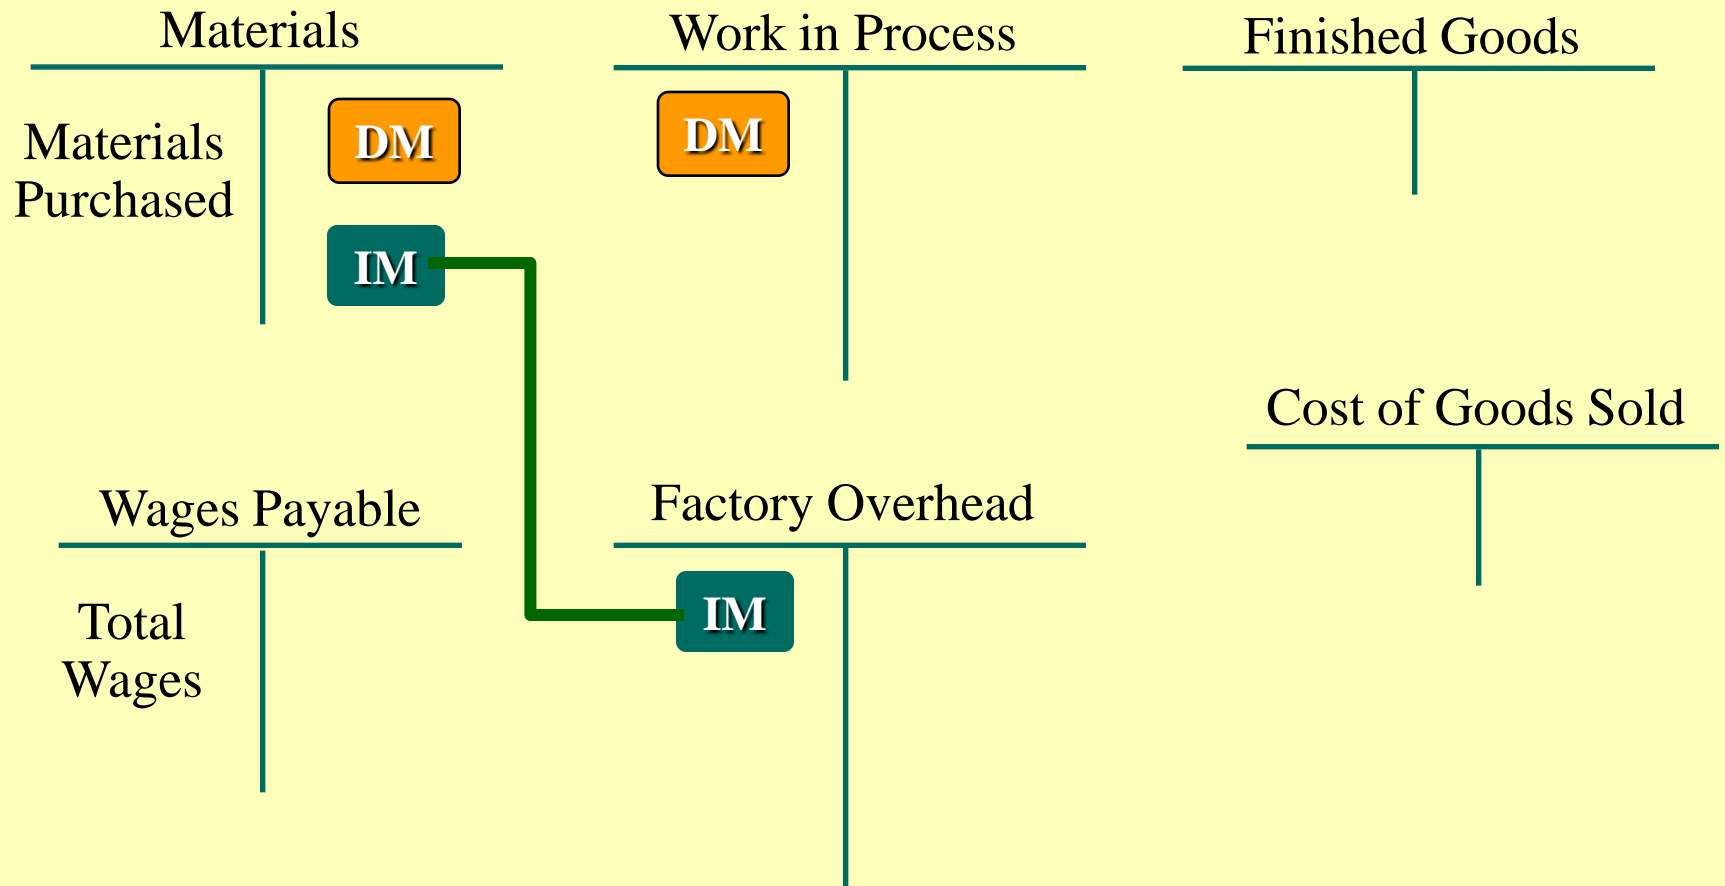 Materials
Work in Process
Finished Goods
Materials
Purchased
DM
DM
IM
Cost of Goods Sold
Wages Payable
Factory Overhead
Total
Wages
IM